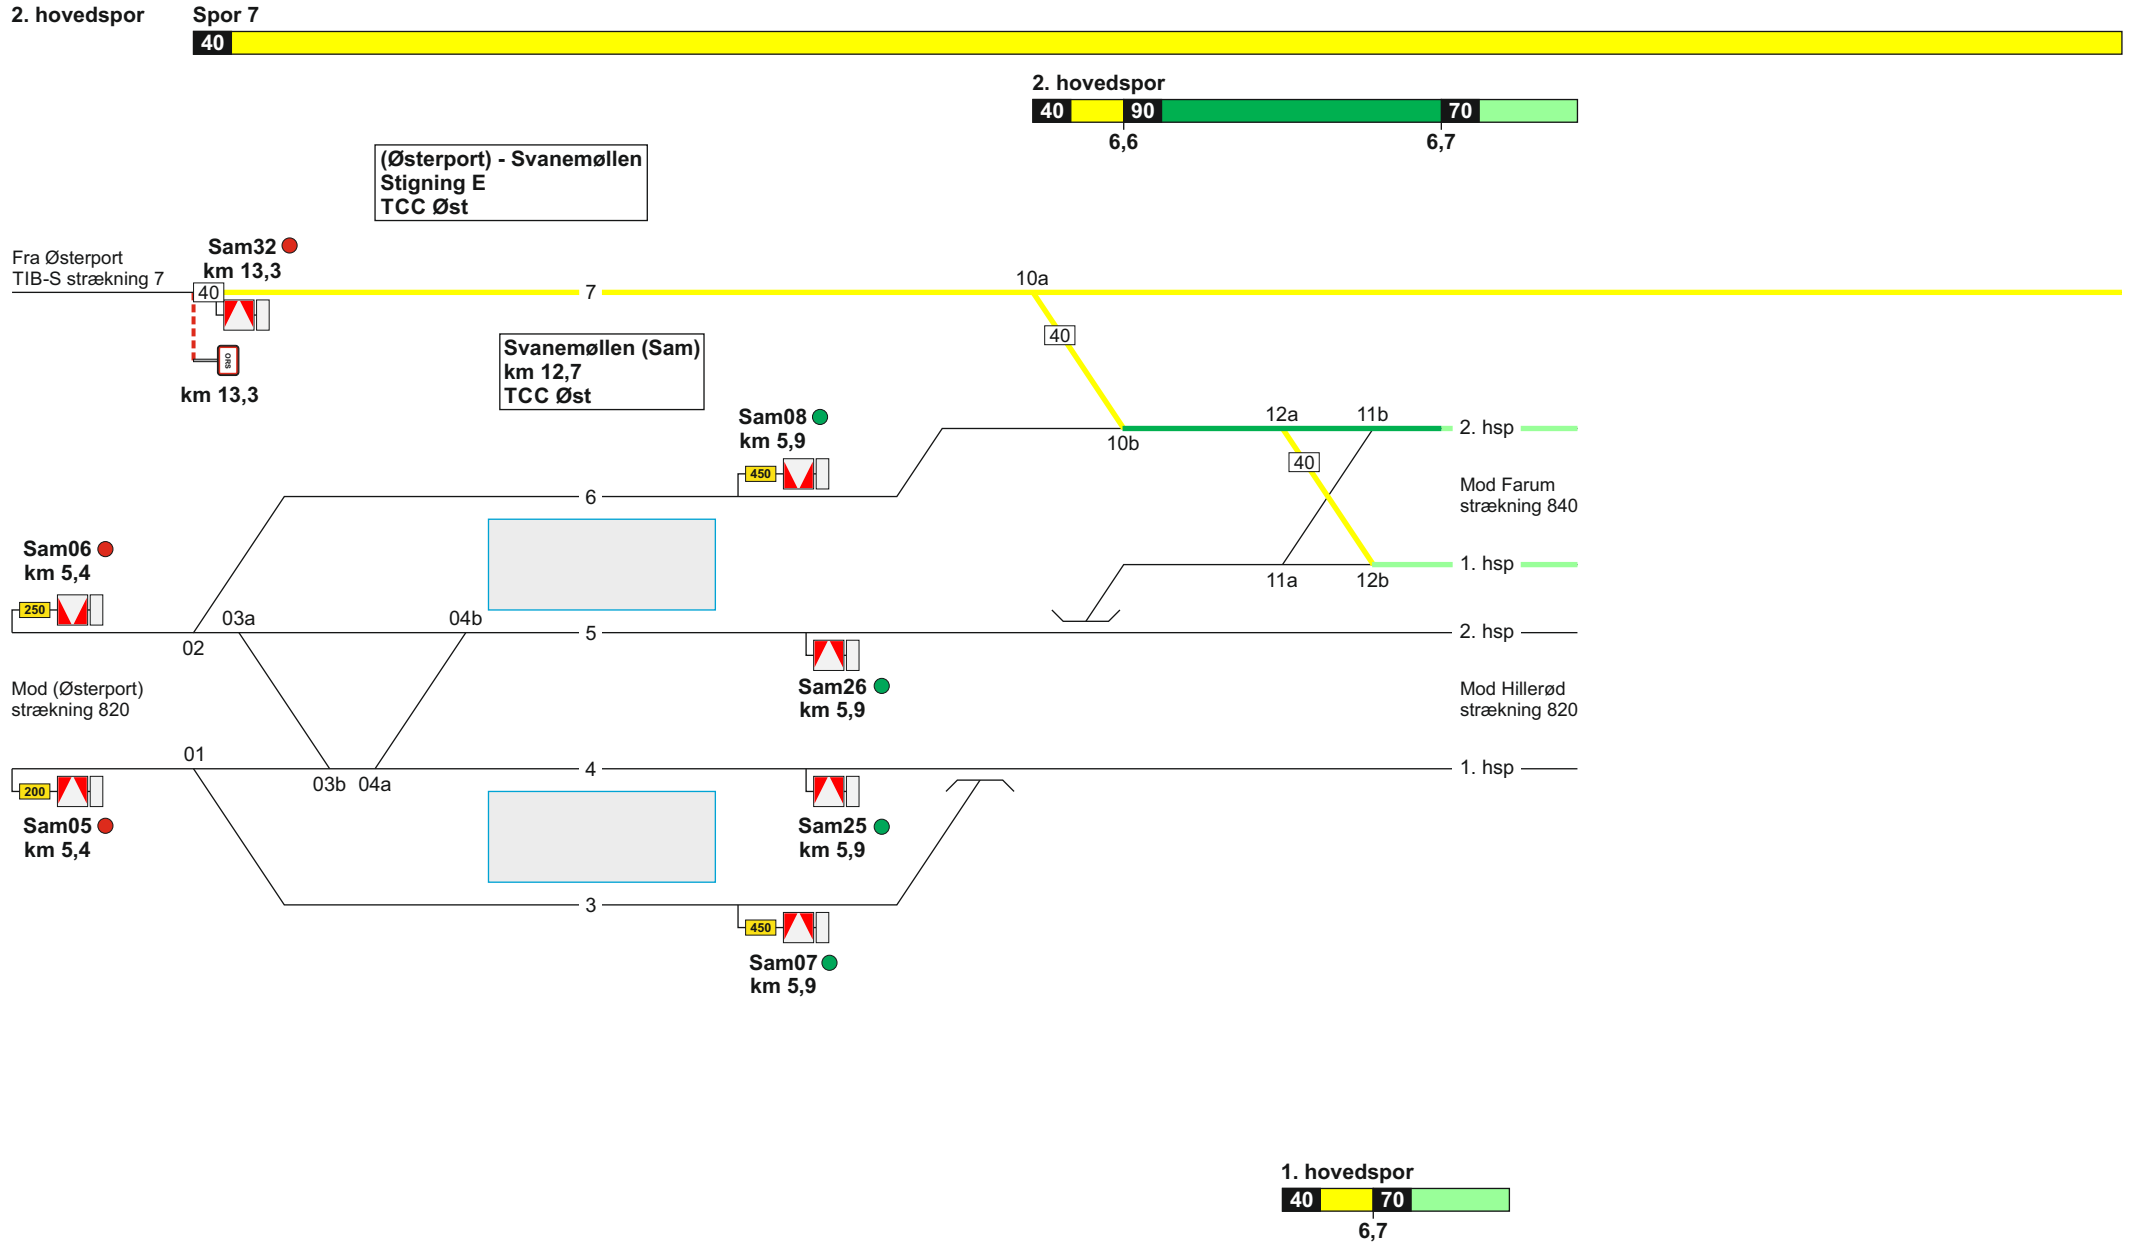 2. hovedspor
Spor 7
40
2. hovedspor
40 90 70
6,6 6,7
(Østerport) - Svanemøllen
Stigning E
TCC Øst
Fra Østerport
TIB-S strækning 7
Sam32
km 13,3
40
7
10a
40
ORS
km 13,3
Svanemøllen (Sam)
km 12,7
TCC Øst
Sam08
km 5,9
450
6
10b
12a
11b
40
2. hsp
Mod Farum
strækning 840
1. hsp
11a
12b
Sam06
km 5,4
250
02
03a
04b
5
2. hsp
Sam26
km 5,9
Mod (Østerport)
strækning 820
Mod Hillerød
strækning 820
01
03b
04a
4
1. hsp
200
Sam05
km 5,4
Sam25
km 5,9
3
450
Sam07
km 5,9
1. hovedspor
40 70
6,7